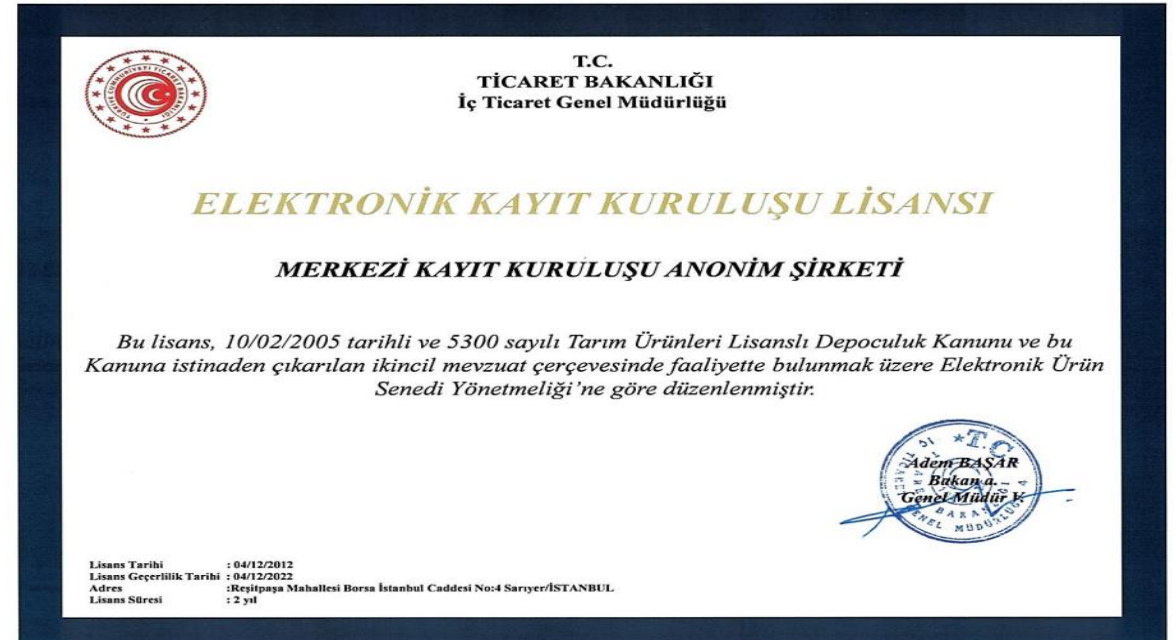 T.C.
TİCARET BAKANLIĞI
İç Ticaret Genel Müdürlüğü
ELEKTRONİK KAYIT KURULUŞU LİSANSI
MERKEZİ KAYIT KURULUŞU ANONİM ŞİRKETİ
Bu lisans, 10/02/2005 tarihli ve 5300 sayılı Tarım Ürünleri Lisanslı Depoculuk Kanunu ve bu
Kanuna istinaden çıkarılan ikincil mevzuat çerçevesinde faaliyette bulunmak üzere Elektronik Ürün
Senedi Yönetmeliği’ne göre düzenlenmiştir.
T.C
Adem BAŞAR
Bakan a.
Genel Müdür V.
Lisans Tarihi : 04/12/2012
Lisans Geçerlilik Tarihi : 04/12/2022
Adres :Reşitpaşa Mahallesi Borsa İstanbul Caddesi No:4 Sarıyer/İSTANBUL
Lisans Süresi : 2 yıl